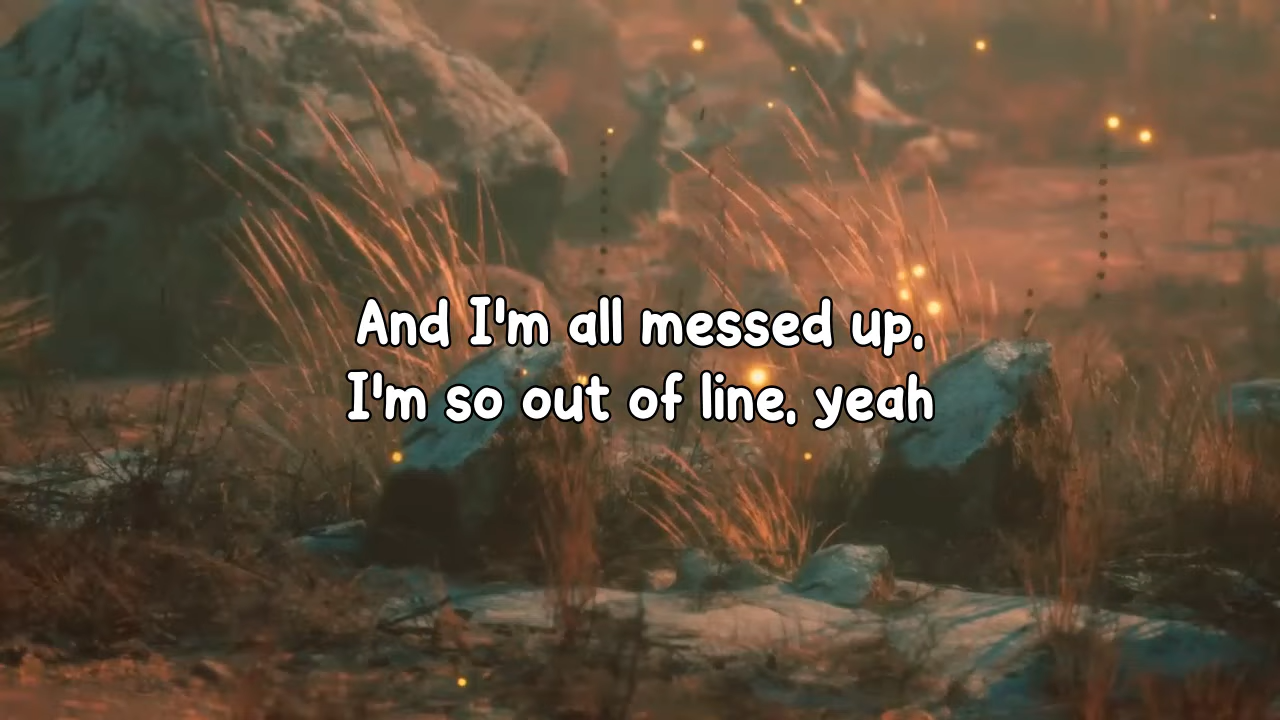 And I'm all messed up,
I'm so out of line, yeah